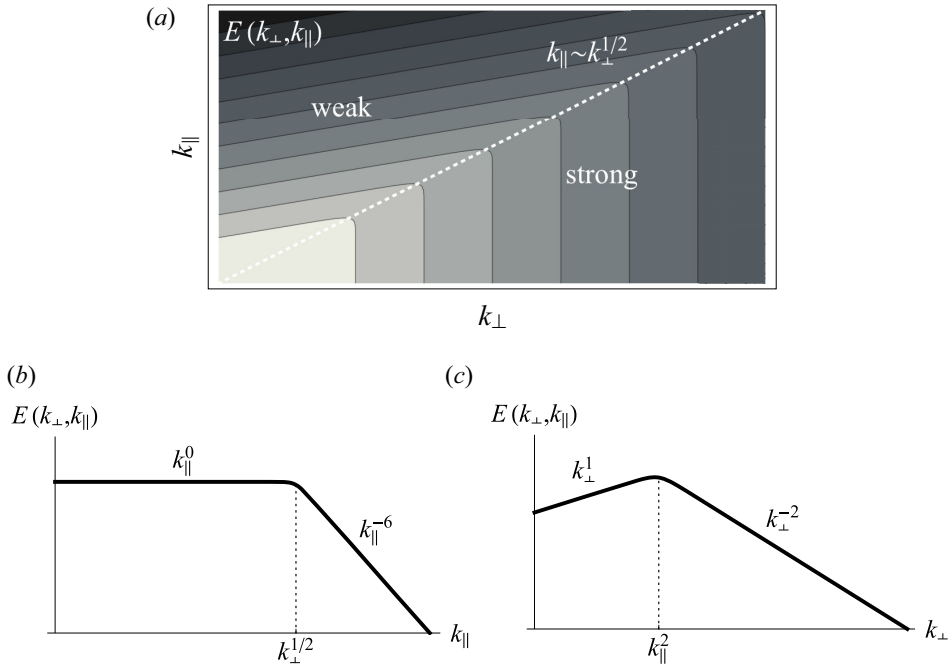 (a)
E (k⊥,k∥)
k∥~k⊥^1/2
weak
k∥
strong
k⊥
(b)
E (k⊥,k∥)
k∥^0
k∥^−6
k∥
k⊥^1/2
(c)
E (k⊥,k∥)
k⊥^1
k⊥^−2
k⊥
k∥^2